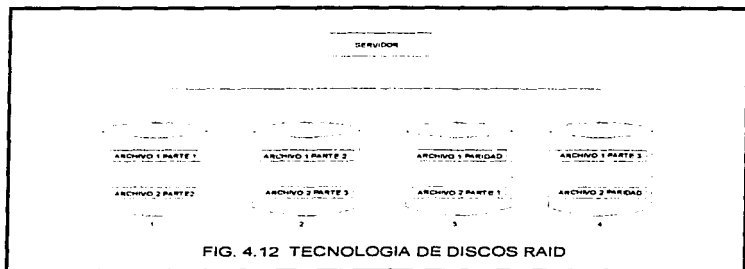 SERVIDOR
ARCHIVO 1 PARTE 1 ARCHIVO 1 PARTE 2 ARCHIVO 1 PARIDAD ARCHIVO 1 PARTE 3
ARCHIVO 2 PARTE2 ARCHIVO 2 PARTE 3 ARCHIVO 2 PARTE 1 ARCHIVO 2 PARIDAD
1 2 3 4
FIG. 4.12 TECNOLOGIA DE DISCOS RAID